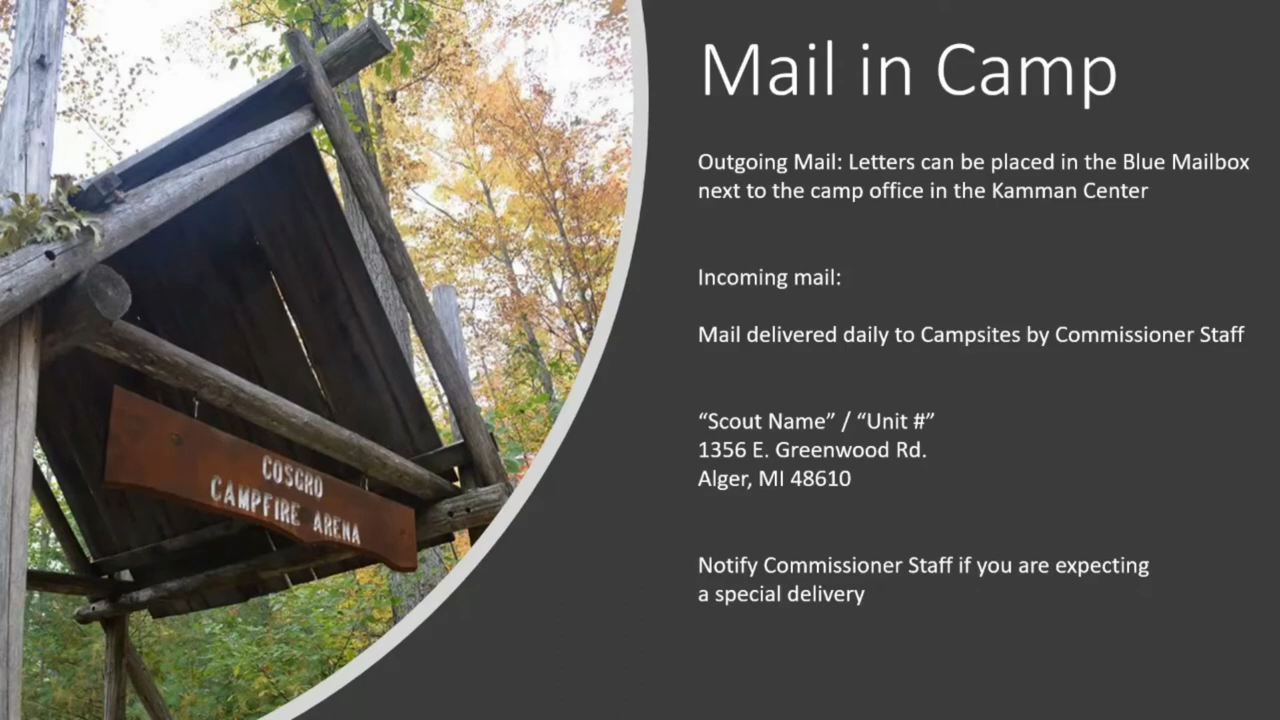 Mail in Camp
Outgoing Mail: Letters can be placed in the Blue Mailbox
next to the camp office in the Kamman Center
Incoming mail:
Mail delivered daily to Campsites by Commissioner Staff
“Scout Name” / “Unit #”
1356 E. Greenwood Rd.
Alger, MI 48610
Notify Commissioner Staff if you are expecting
a special delivery
COSGRO
CAMPFIRE ARENA